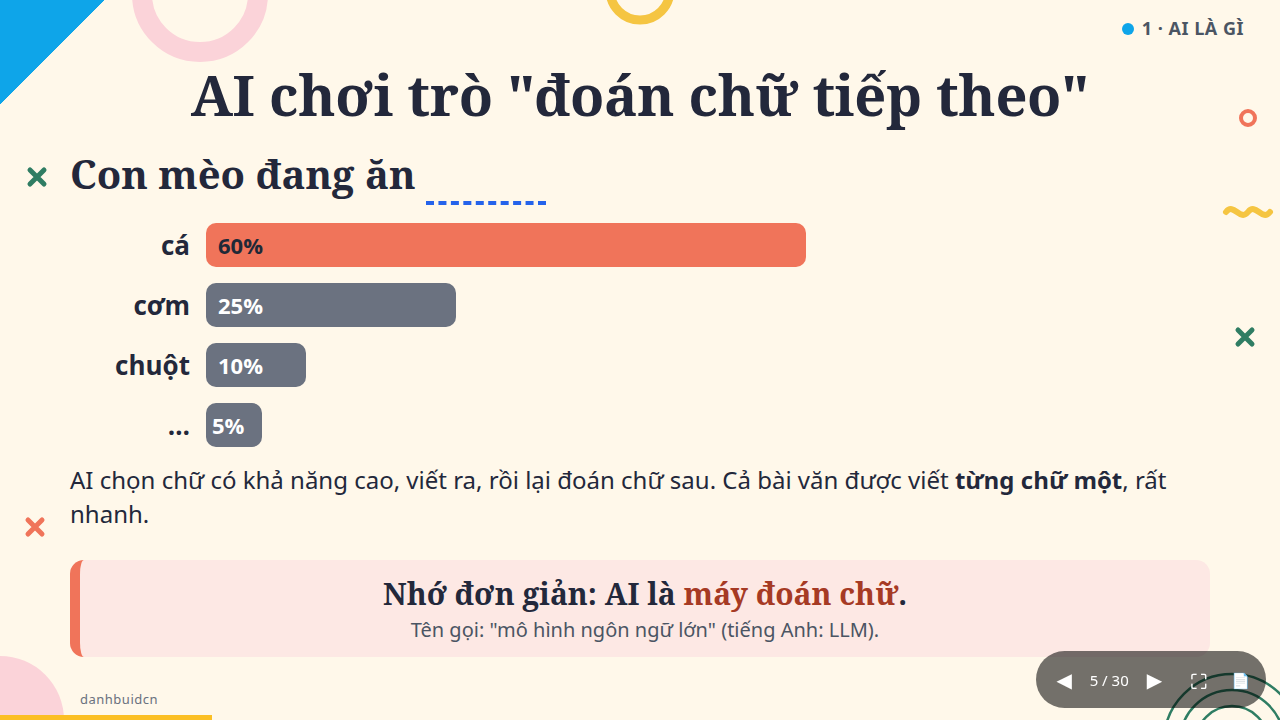 1 · AI LÀ GÌ
AI chơi trò "đoán chữ tiếp theo"
Con mèo đang ăn
cá 60%
cơm 25%
chuột 10%
... 5%
AI chọn chữ có khả năng cao, viết ra, rồi lại đoán chữ sau. Cả bài văn được viết từng chữ một, rất
nhanh.
Nhớ đơn giản: AI là máy đoán chữ.
Tên gọi: "mô hình ngôn ngữ lớn" (tiếng Anh: LLM).
5 / 30
danhbuidcn